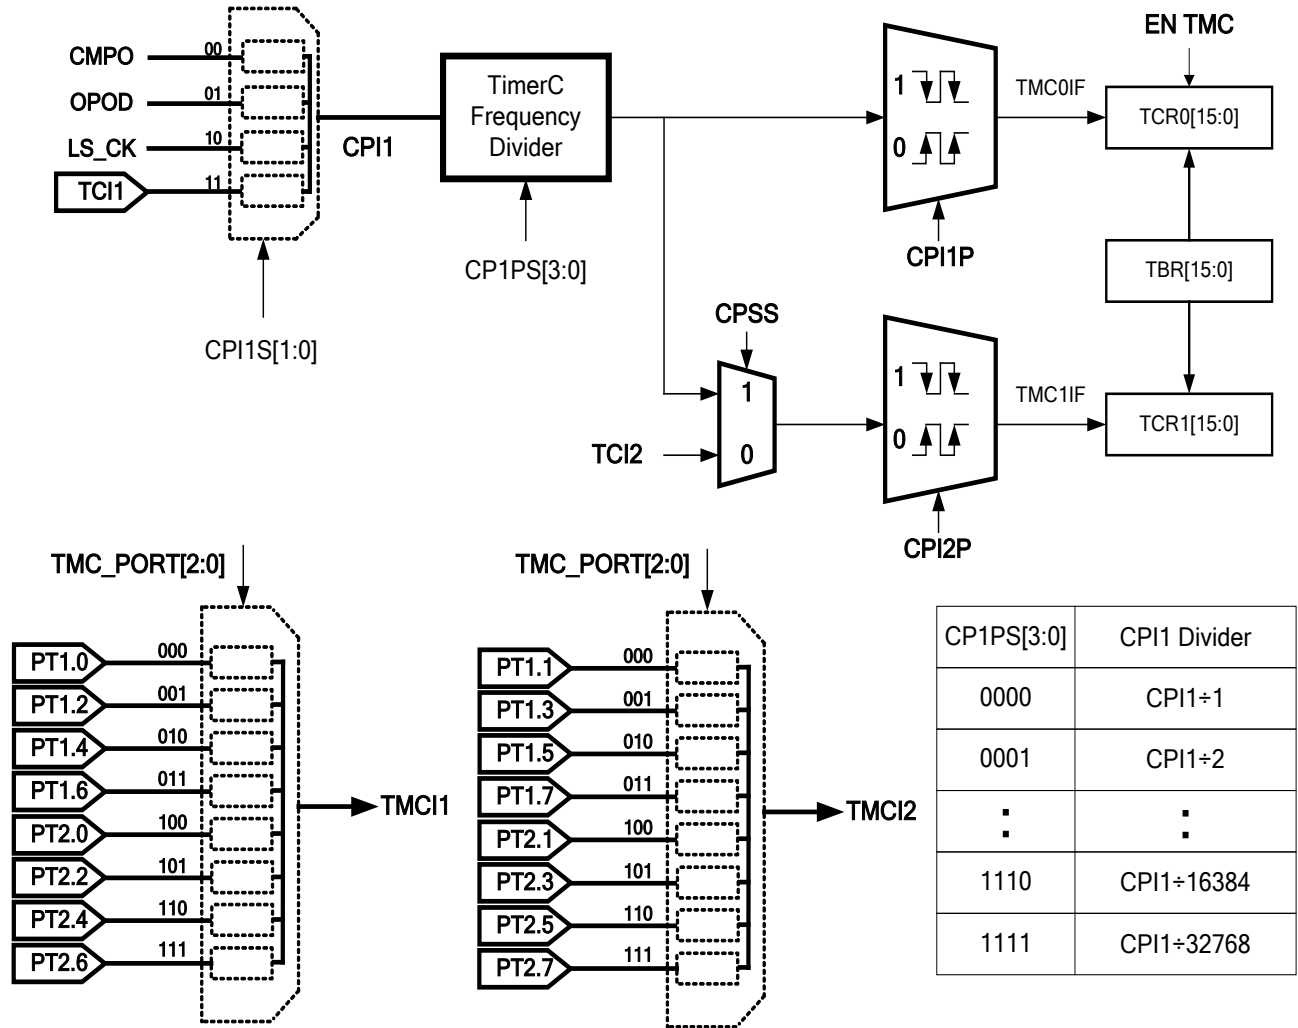 EN TMC
CMPO
00
OPOD
01
LS_CK
10
TCI1
11
CPI1
TimerC
Frequency
Divider
CP1PS[3:0]
CPI1S[1:0]
1
0
CPI1P
TMC0IF
TCR0[15:0]
TBR[15:0]
CPSS
1
0
TCI2
1
0
CPI2P
TMC1IF
TCR1[15:0]
TMC_PORT[2:0]
PT1.0
000
PT1.2
001
PT1.4
010
PT1.6
011
PT2.0
100
PT2.2
101
PT2.4
110
PT2.6
111
TMCI1
TMC_PORT[2:0]
PT1.1
000
PT1.3
001
PT1.5
010
PT1.7
011
PT2.1
100
PT2.3
101
PT2.5
110
PT2.7
111
TMCI2
CP1PS[3:0] CPI1 Divider
0000 CPI1÷1
0001 CPI1÷2
: :
1110 CPI1÷16384
1111 CPI1÷32768